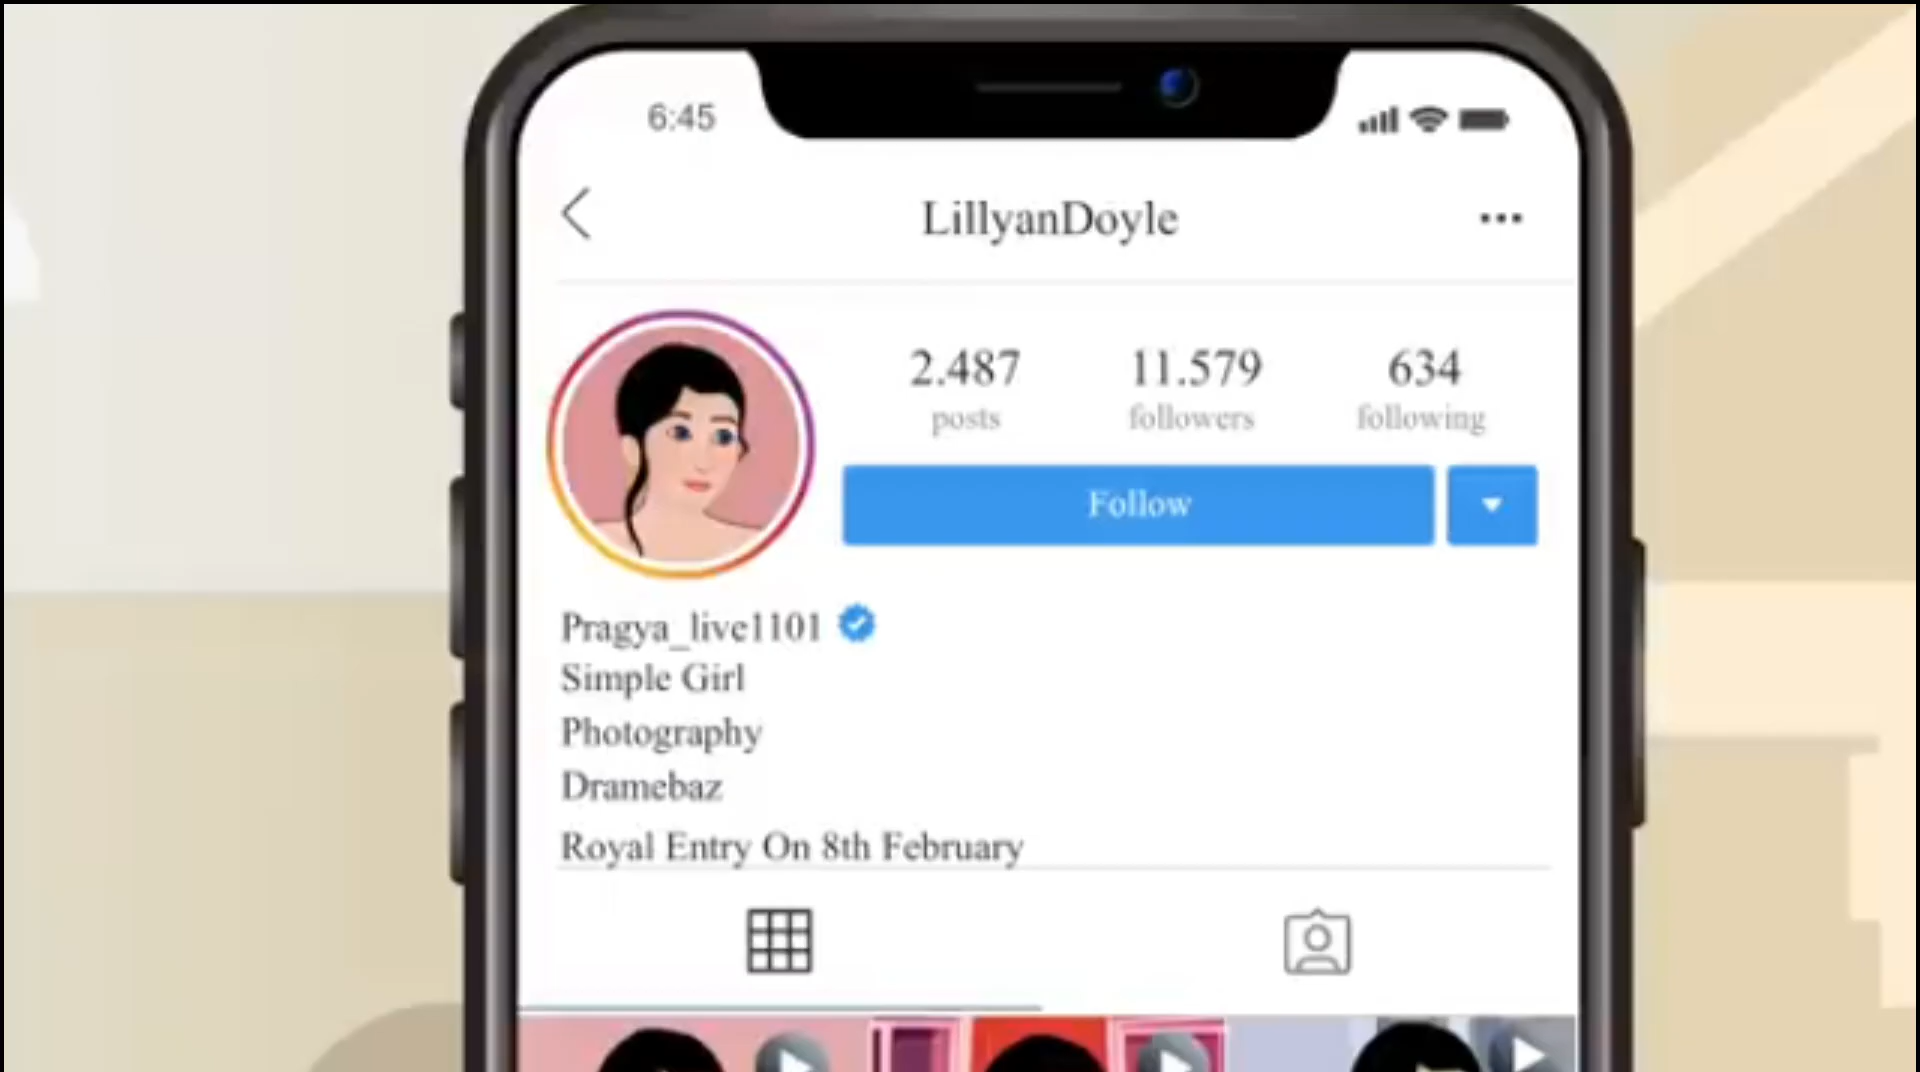 6:45
LillyanDoyle
2.487 11.579 634
posts followers following
Follow
Pragya_live1101
Simple Girl
Photography
Dramebaz
Royal Entry On 8th February